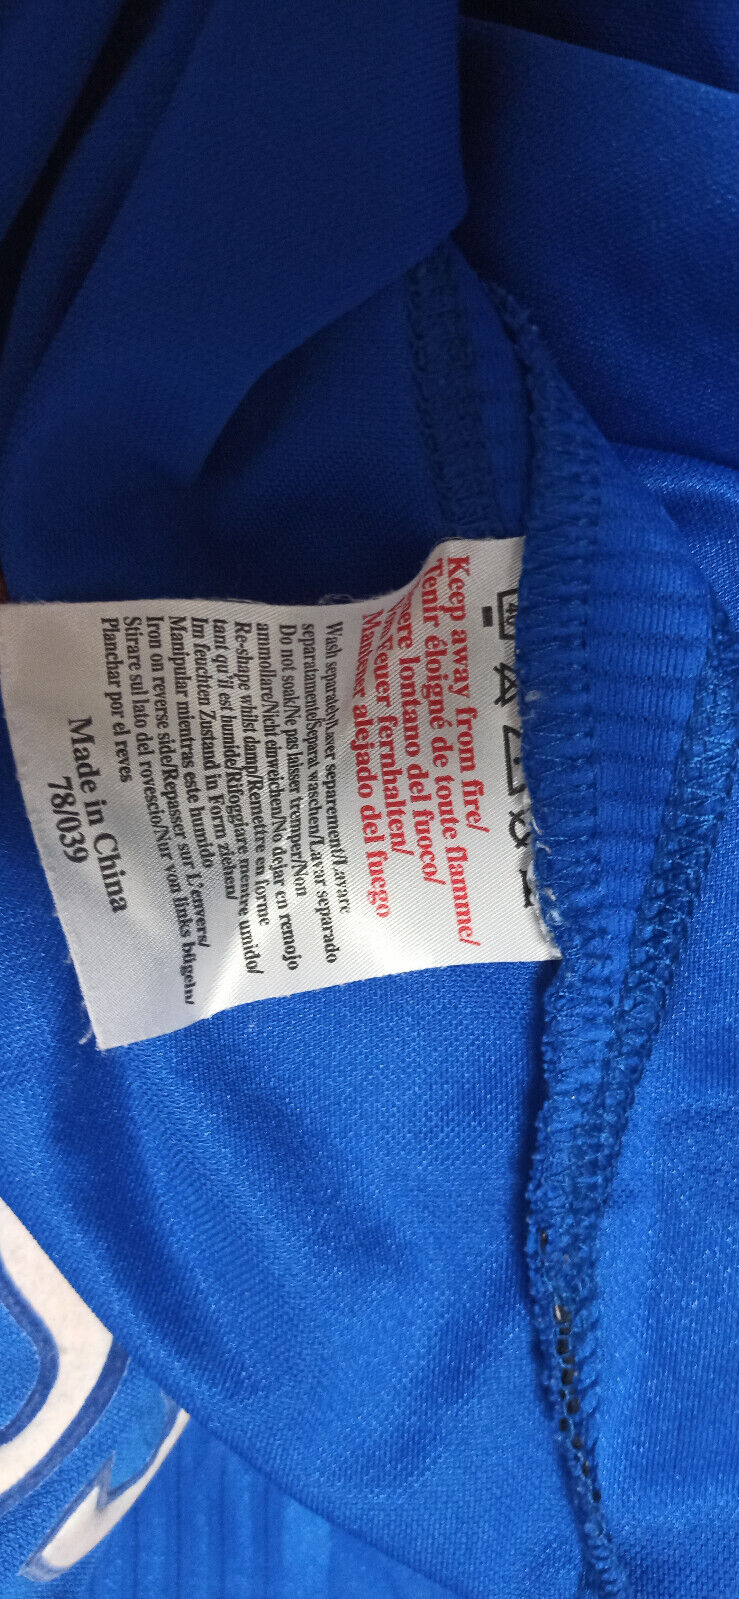 40
Keep away from fire/
Tenir éloigné de toute flamme/
lontano del fuoco/
Feuer fernhalten/
Mantener alejado del fuego
Wash separately/Laver separement/Lavare
separatamente/Separat waschen/Lavar separado
Do not soak/Ne pas laisser tremper/Non
ammollare/Nicht einweichen/No dejar en remojo
Re-shape whilst damp/Remettre en forme
tant qu'il est humide/Rifoggiare mentre umido/
Im feuchten Zustand in Form ziehen/
Manipular mientras este humido
Iron on reverse side/Repasser sur L'envers/
Stirare sul lato del rovescio/Nur von links bügeln/
Planchar por el reves
Made in China
78/039